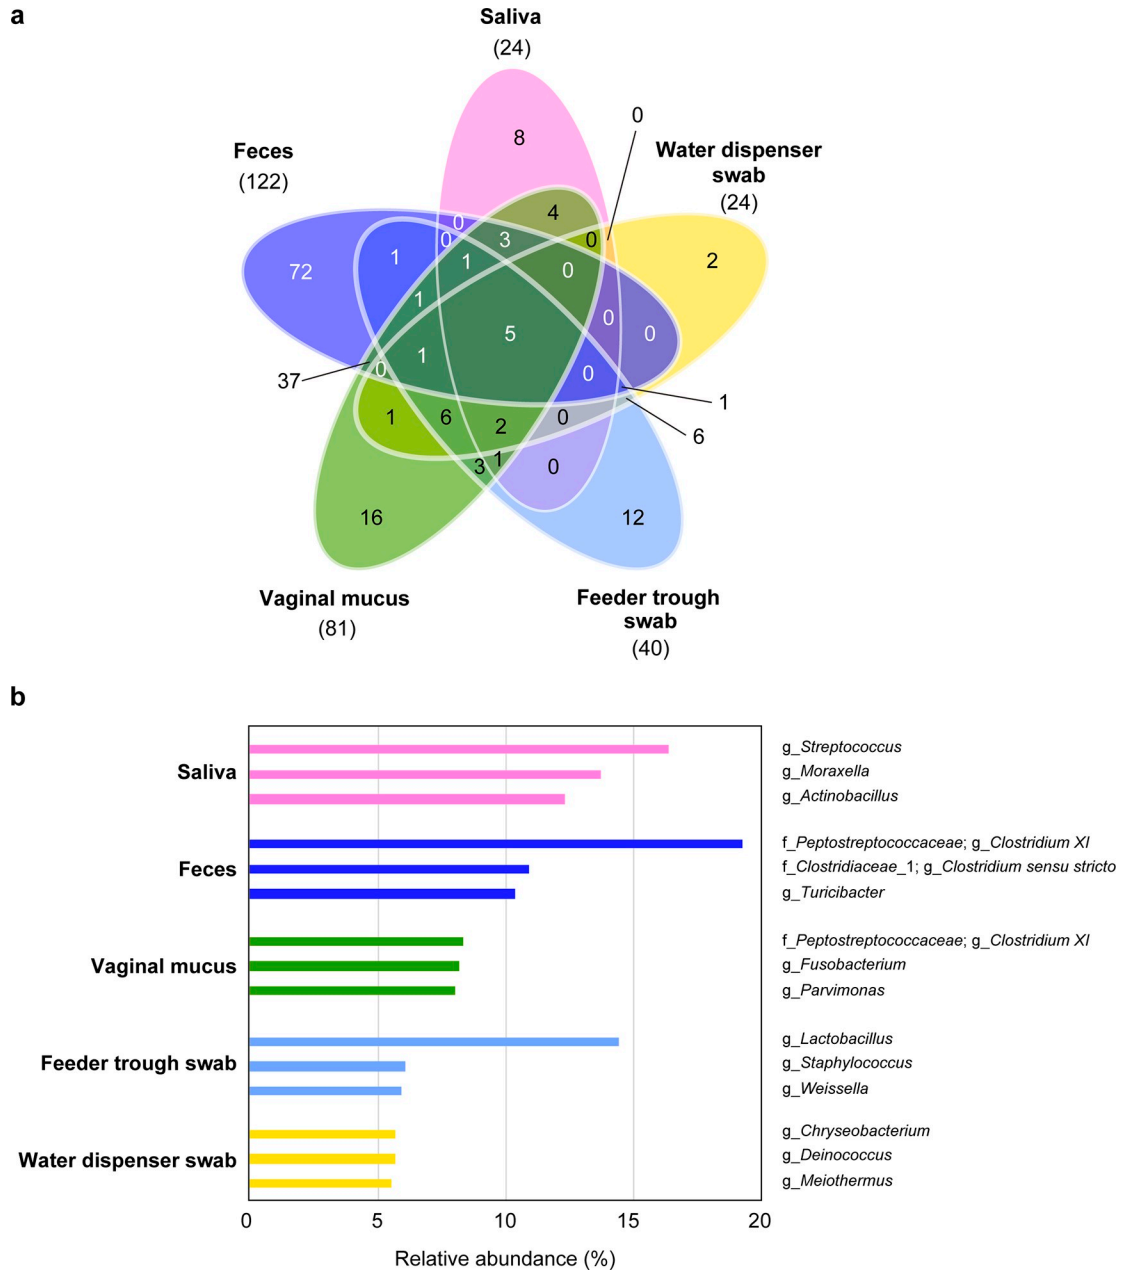 a
Saliva
(24)
0
8
Feces
(122)
Water dispenser
swab
(24)
4
0
0
3
0
1
0
2
72
1
1
0
0
5
0
1
0
0
37
1
1
6
2
0
6
3
1
0
16
12
Vaginal mucus
(81)
Feeder trough
swab
(40)
b
Saliva
g_Streptococcus
g_Moraxella
g_Actinobacillus
Feces
f_Peptostreptococcaceae; g_Clostridium XI
f_Clostridiaceae_1; g_Clostridium sensu stricto
g_Turicibacter
Vaginal mucus
f_Peptostreptococcaceae; g_Clostridium XI
g_Fusobacterium
g_Parvimonas
Feeder trough swab
g_Lactobacillus
g_Staphylococcus
g_Weissella
Water dispenser swab
g_Chryseobacterium
g_Deinococcus
g_Meiothermus
0 5 10 15 20
Relative abundance (%)